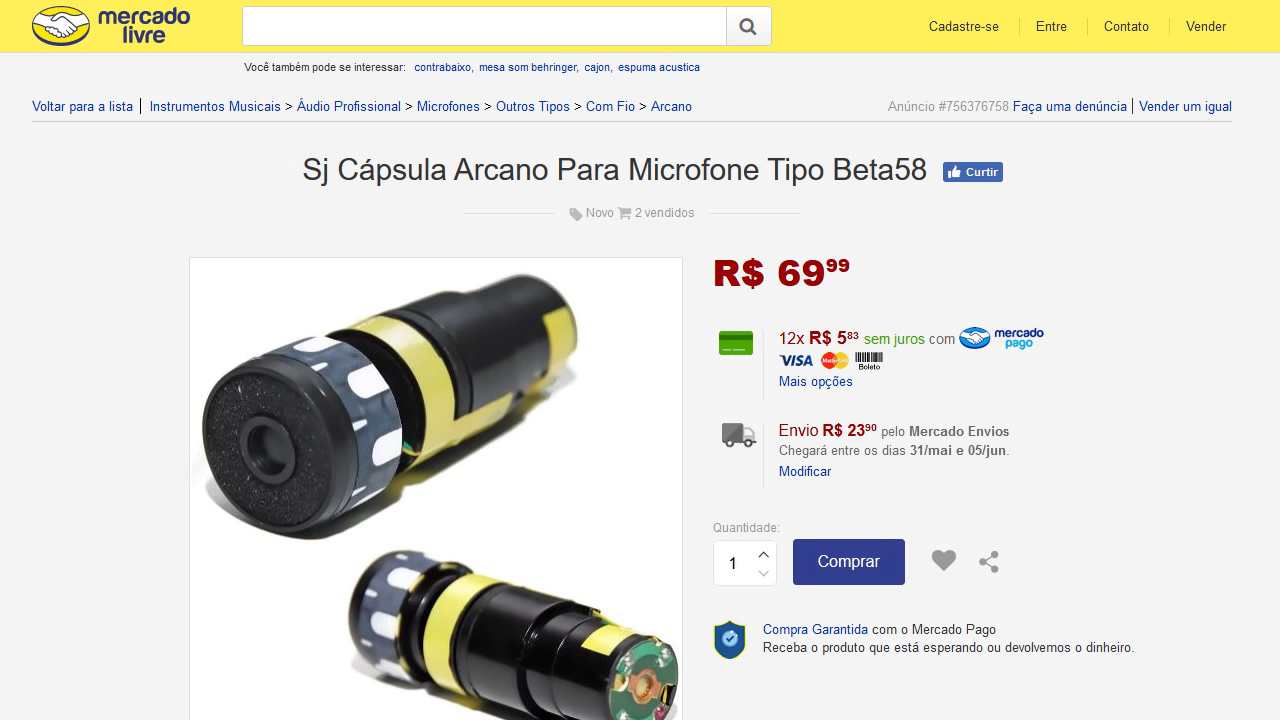 mercado livre
Cadastre-se Entre Contato Vender
Você também pode se interessar: contrabaixo, mesa som behringer, cajon, espuma acustica
Voltar para a lista | Instrumentos Musicais > Áudio Profissional > Microfones > Outros Tipos > Com Fio > Arcano
Anúncio #756376758 Faça uma denúncia | Vender um igual
Sj Cápsula Arcano Para Microfone Tipo Beta58
Curtir
Novo 2 vendidos
R$ 69 99
12x R$ 5 83 sem juros com mercado pago
VISA MasterCard Boleto
Mais opções
Envio R$ 23 90 pelo Mercado Envios
Chegará entre os dias 31/mai e 05/jun.
Modificar
Quantidade:
1
Comprar
Compra Garantida com o Mercado Pago
Receba o produto que está esperando ou devolvemos o dinheiro.